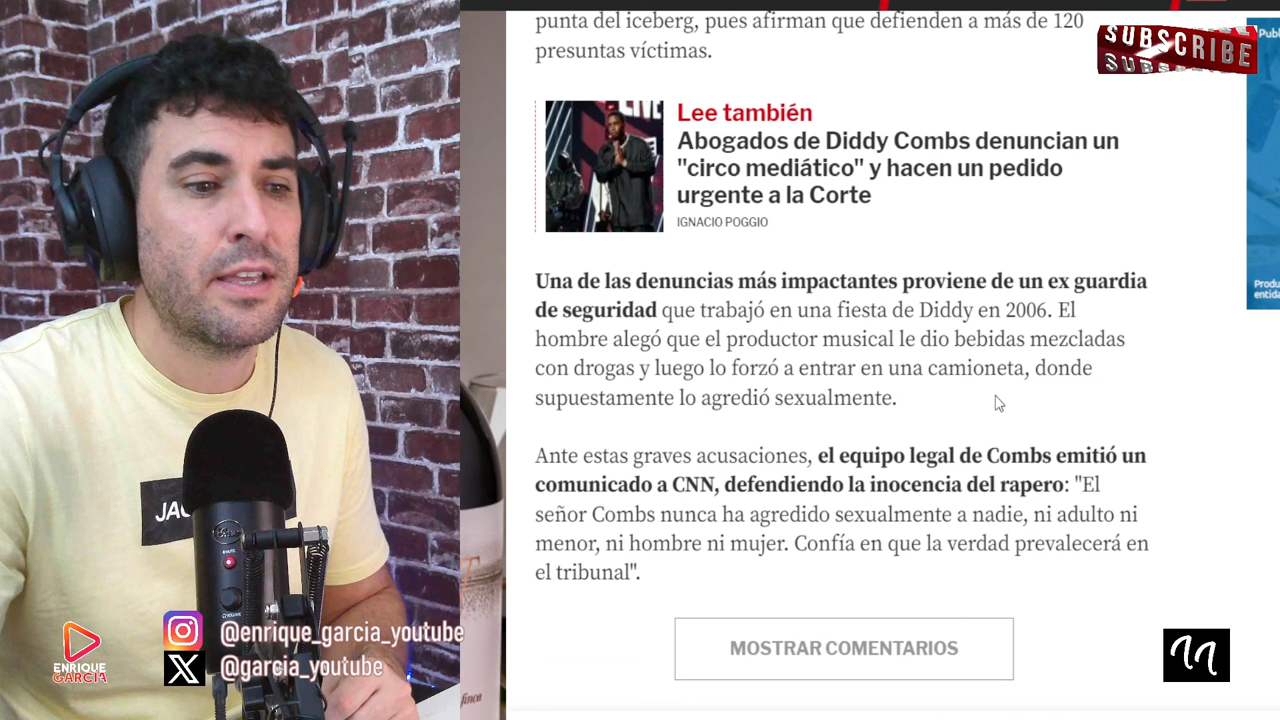 punta del iceberg, pues afirman que defienden a más de 120
presuntas víctimas.
SUBSCRIBE
Publ
Lee también
Abogados de Diddy Combs denuncian un
"circo mediático" y hacen un pedido
urgente a la Corte
IGNACIO POGGIO
Una de las denuncias más impactantes proviene de un ex guardia
de seguridad que trabajó en una fiesta de Diddy en 2006. El
hombre alegó que el productor musical le dio bebidas mezcladas
con drogas y luego lo forzó a entrar en una camioneta, donde
supuestamente lo agredió sexualmente.
Produ
entida
Ante estas graves acusaciones, el equipo legal de Combs emitió un
comunicado a CNN, defendiendo la inocencia del rapero: "El
señor Combs nunca ha agredido sexualmente a nadie, ni adulto ni
menor, ni hombre ni mujer. Confía en que la verdad prevalecerá en
el tribunal".
MOSTRAR COMENTARIOS
JAC
@enrique_garcia_youtube
@garcia_youtube
ENRIQUE
GARCIA